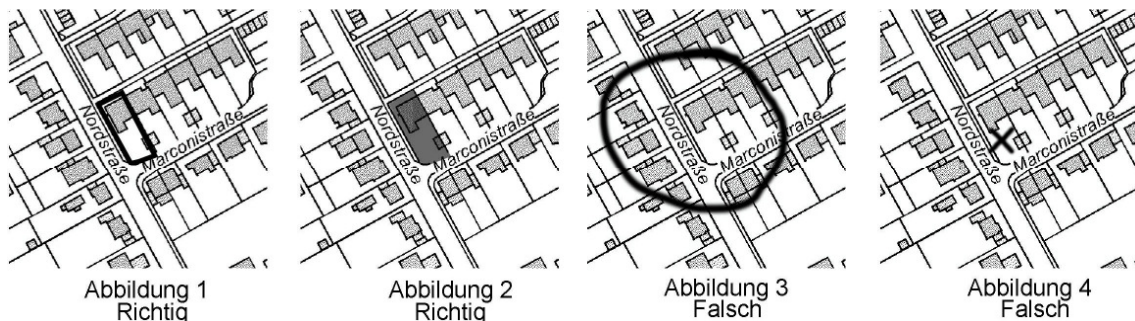 Nordstraße
Marconistraße
Nordstraße
Marconistraße
Nordstraße
Marconistraße
Nordstraße
Marconistraße
Abbildung 1
Richtig
Abbildung 2
Richtig
Abbildung 3
Falsch
Abbildung 4
Falsch